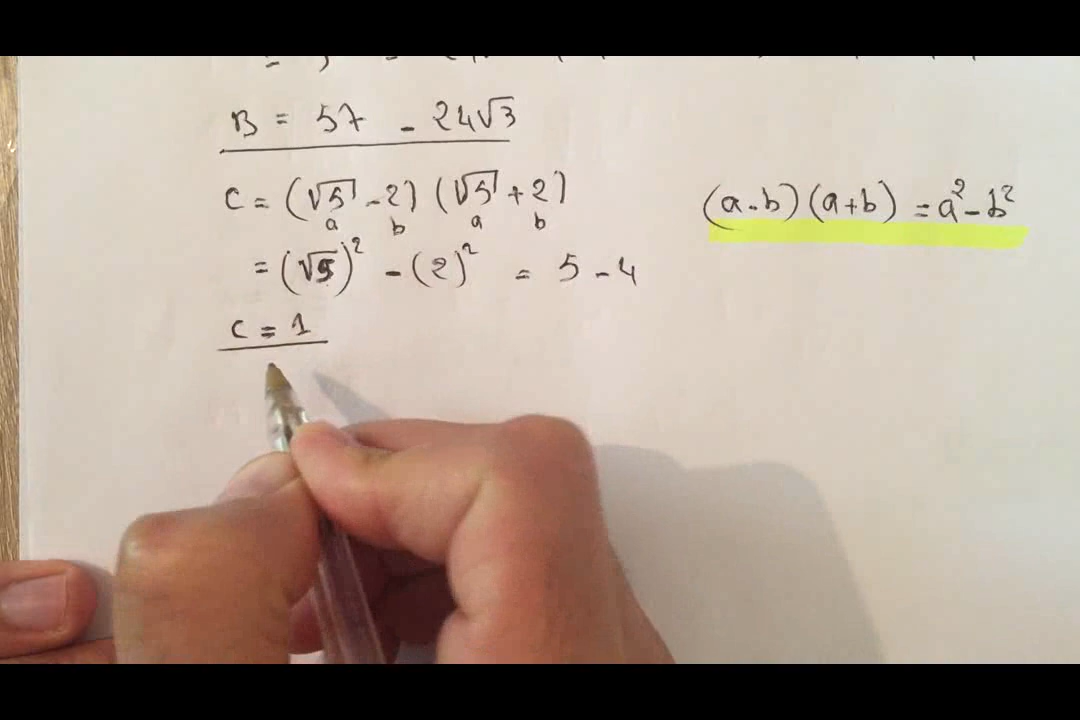 B = 57 - 24√3
C = (√5 - 2) (√5 + 2)
a b a b
(a-b)(a+b) = a² - b²
= (√5)² - (2)² = 5 - 4
C = 1